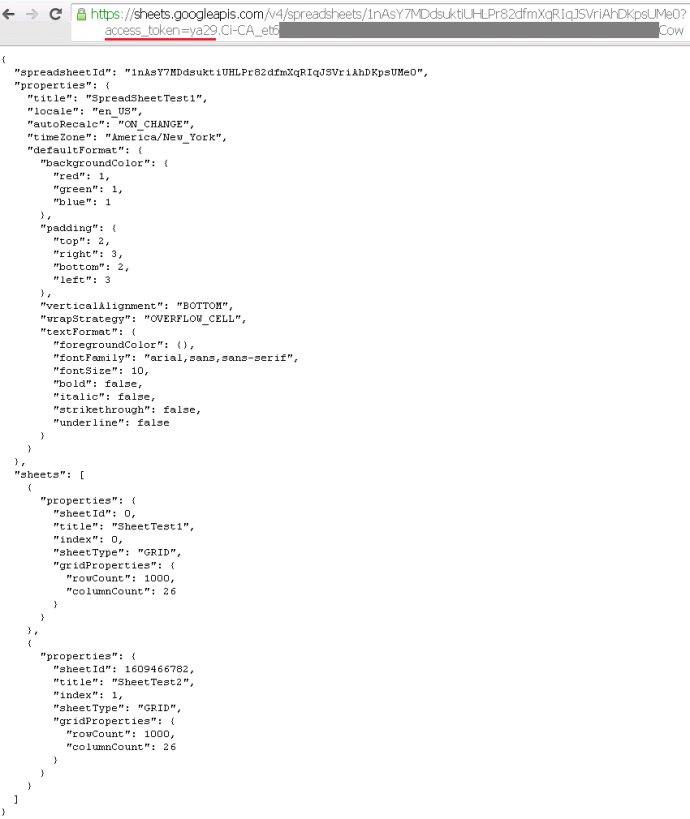 https://sheets.googleapis.com/v4/spreadsheets/1nAsY7MDdsuktiUHLPr82dfmXqRIqJSVriAhDKpsUMe0?
access_token=ya29.Ci-CA_et6 Cow
{
  "spreadsheetId": "1nAsY7MDdsuktiUHLPr82dfmXqRIqJSVriAhDKpsUMe0",
  "properties": {
    "title": "SpreadSheetTest1",
    "locale": "en_US",
    "autoRecalc": "ON_CHANGE",
    "timeZone": "America/New_York",
    "defaultFormat": {
      "backgroundColor": {
        "red": 1,
        "green": 1,
        "blue": 1
      },
      "padding": {
        "top": 2,
        "right": 3,
        "bottom": 2,
        "left": 3
      },
      "verticalAlignment": "BOTTOM",
      "wrapStrategy": "OVERFLOW_CELL",
      "textFormat": {
        "foregroundColor": {},
        "fontFamily": "arial,sans,sans-serif",
        "fontSize": 10,
        "bold": false,
        "italic": false,
        "strikethrough": false,
        "underline": false
      }
    }
  },
  "sheets": [
    {
      "properties": {
        "sheetId": 0,
        "title": "SheetTest1",
        "index": 0,
        "sheetType": "GRID",
        "gridProperties": {
          "rowCount": 1000,
          "columnCount": 26
        }
      }
    },
    {
      "properties": {
        "sheetId": 1609466782,
        "title": "SheetTest2",
        "index": 1,
        "sheetType": "GRID",
        "gridProperties": {
          "rowCount": 1000,
          "columnCount": 26
        }
      }
    }
  ]
}